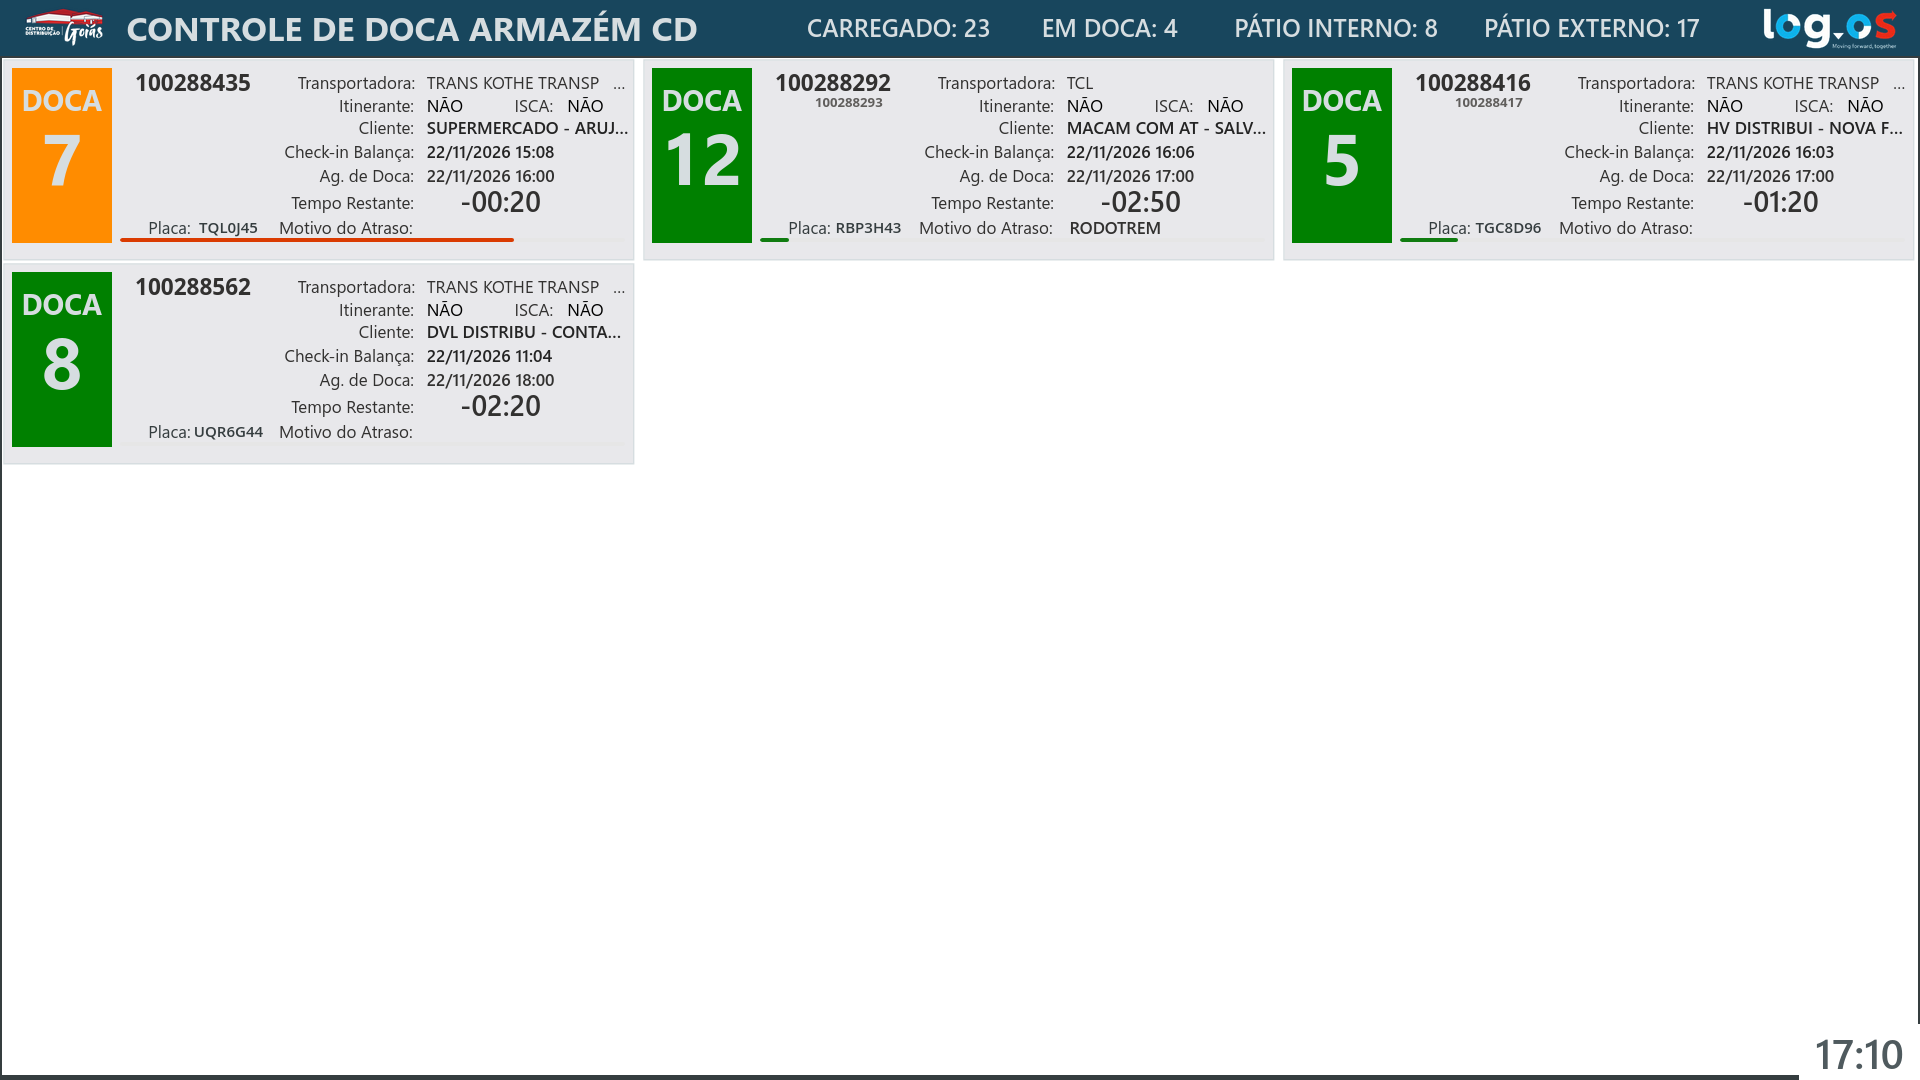 CENTRO DE DISTRIBUIÇÃO Goiás
CONTROLE DE DOCA ARMAZÉM CD
CARREGADO: 23
EM DOCA: 4
PÁTIO INTERNO: 8
PÁTIO EXTERNO: 17
log.os
Moving forward, together
DOCA
7
100288435
Transportadora: TRANS KOTHE TRANSP ...
Itinerante: NÃO ISCA: NÃO
Cliente: SUPERMERCADO - ARUJ...
Check-in Balança: 22/11/2026 15:08
Ag. de Doca: 22/11/2026 16:00
Tempo Restante: -00:20
Placa: TQL0J45 Motivo do Atraso:
DOCA
12
100288292
100288293
Transportadora: TCL
Itinerante: NÃO ISCA: NÃO
Cliente: MACAM COM AT - SALV...
Check-in Balança: 22/11/2026 16:06
Ag. de Doca: 22/11/2026 17:00
Tempo Restante: -02:50
Placa: RBP3H43 Motivo do Atraso: RODOTREM
DOCA
5
100288416
100288417
Transportadora: TRANS KOTHE TRANSP ...
Itinerante: NÃO ISCA: NÃO
Cliente: HV DISTRIBUI - NOVA F...
Check-in Balança: 22/11/2026 16:03
Ag. de Doca: 22/11/2026 17:00
Tempo Restante: -01:20
Placa: TGC8D96 Motivo do Atraso:
DOCA
8
100288562
Transportadora: TRANS KOTHE TRANSP ...
Itinerante: NÃO ISCA: NÃO
Cliente: DVL DISTRIBU - CONTA...
Check-in Balança: 22/11/2026 11:04
Ag. de Doca: 22/11/2026 18:00
Tempo Restante: -02:20
Placa: UQR6G44 Motivo do Atraso:
17:10